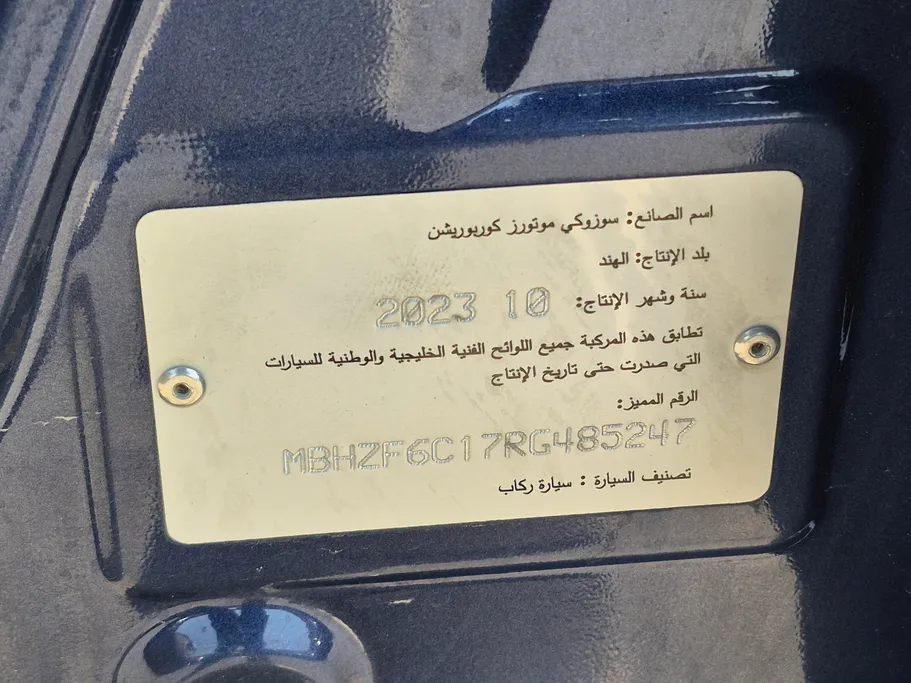 اسم الصانع: سوزوكي موتورز كوربوريشن
بلد الإنتاج: الهند
سنة وشهر الإنتاج: 10 2023
تطابق هذه المركبة جميع اللوائح الفنية الخليجية والوطنية للسيارات
التي صدرت حتى تاريخ الإنتاج
الرقم المميز:
MBHZF6C17RG485247
تصنيف السيارة : سيارة ركاب